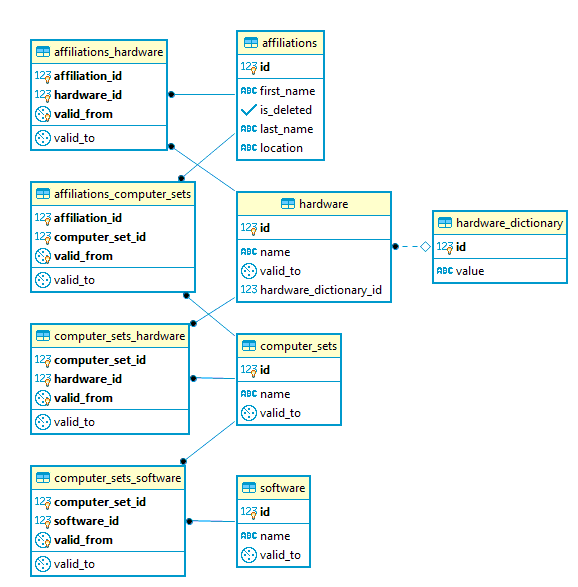 affiliations_hardware
123 affiliation_id
123 hardware_id
valid_from
valid_to
affiliations
123 id
ABC first_name
is_deleted
ABC last_name
ABC location
affiliations_computer_sets
123 affiliation_id
123 computer_set_id
valid_from
valid_to
hardware
123 id
ABC name
valid_to
123 hardware_dictionary_id
hardware_dictionary
123 id
ABC value
computer_sets_hardware
123 computer_set_id
123 hardware_id
valid_from
valid_to
computer_sets
123 id
ABC name
valid_to
computer_sets_software
123 computer_set_id
123 software_id
valid_from
valid_to
software
123 id
ABC name
valid_to